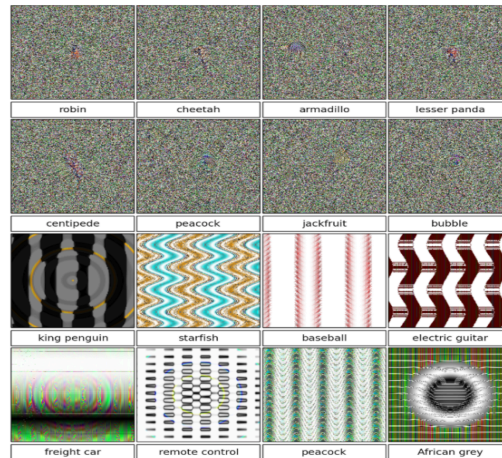 robin
cheetah
armadillo
lesser panda
centipede
peacock
jackfruit
bubble
king penguin
starfish
baseball
electric guitar
freight car
remote control
peacock
African grey